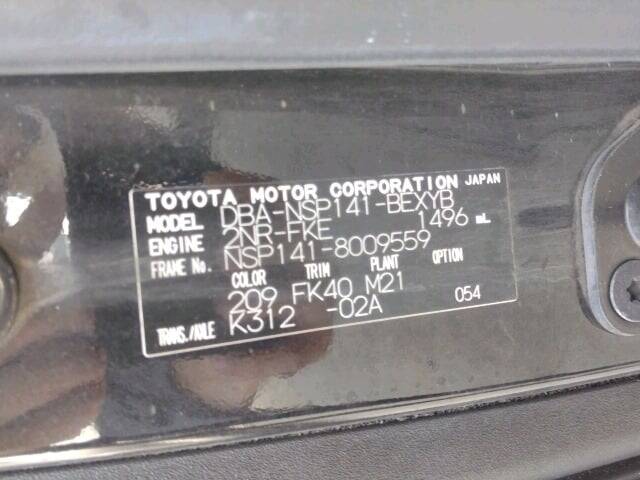 TOYOTA MOTOR CORPORATION JAPAN
MODEL DBA-NSP141-BEXYB
ENGINE 2NR-FKE 1496 mL
FRAME No. NSP141-8009559
COLOR TRIM PLANT OPTION
209 FK40 M21
TRANS./AXLE K312 -02A 054